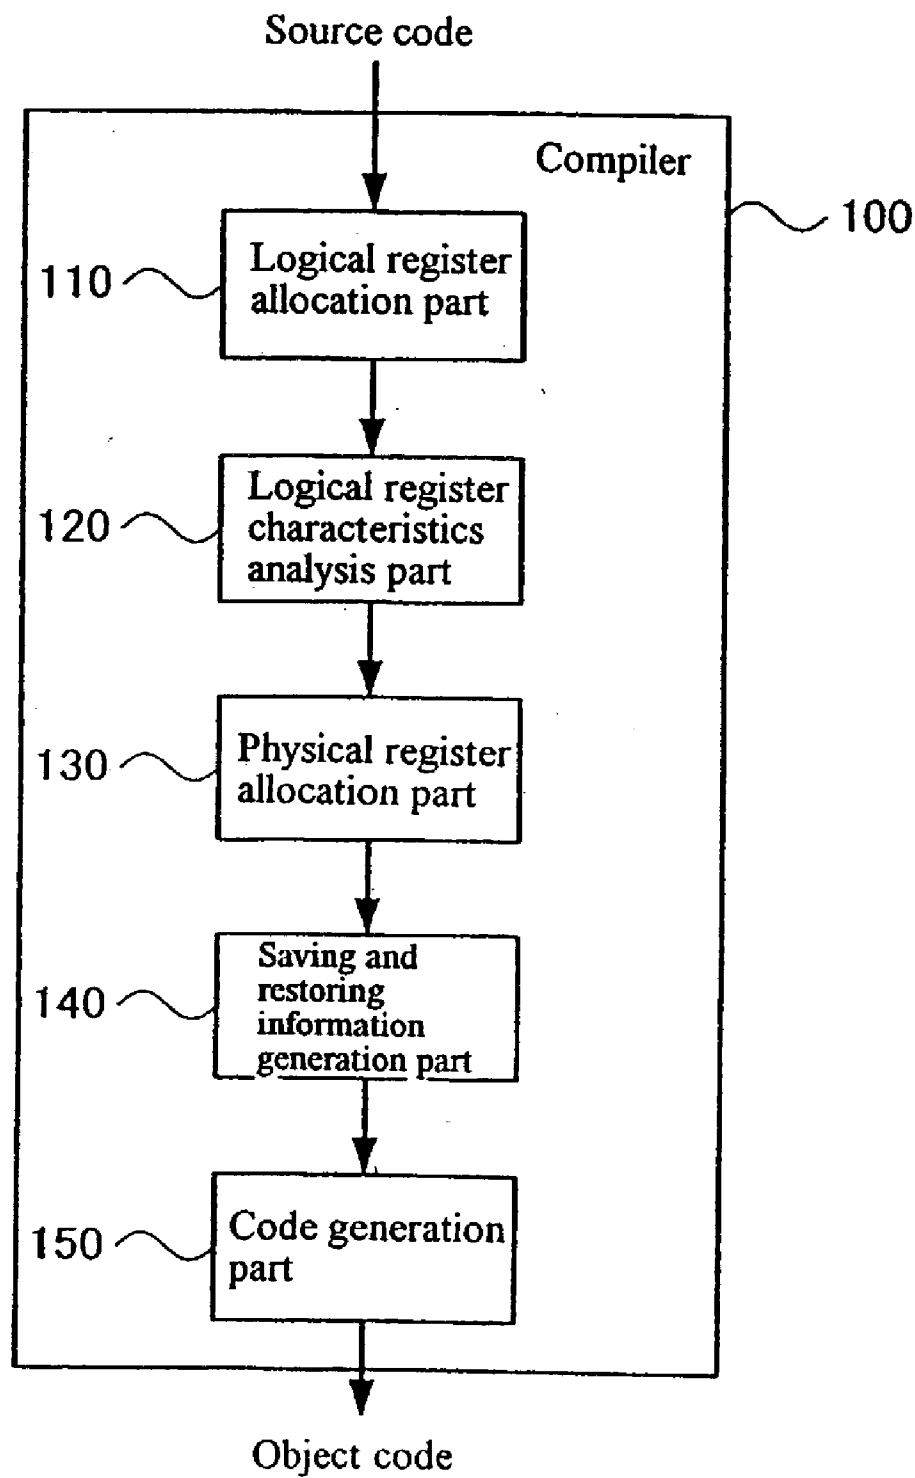 Source code
Compiler
100
110
Logical register
allocation part
120
Logical register
characteristics
analysis part
130
Physical register
allocation part
140
Saving and
restoring
information
generation part
150
Code generation
part
Object code